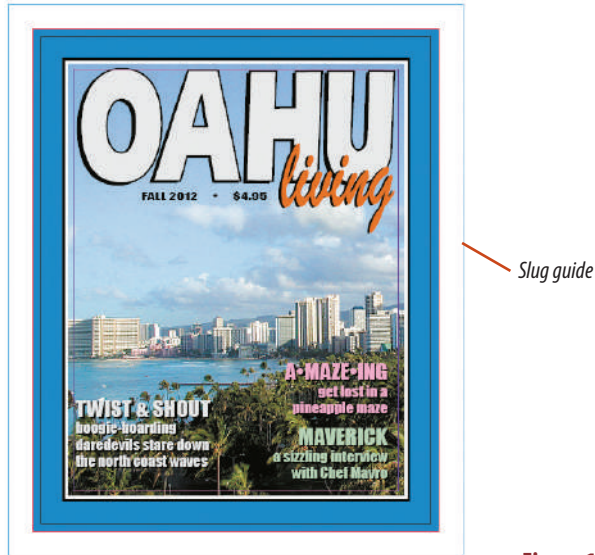 OAHU
living
FALL 2012 • $4.95
Slug guide
A•MAZE•ING
get lost in a
pineapple maze
TWIST & SHOUT
boogie-boarding
daredevils stare down
the north coast waves
MAVERICK
a sizzling interview
with Chef Mavro